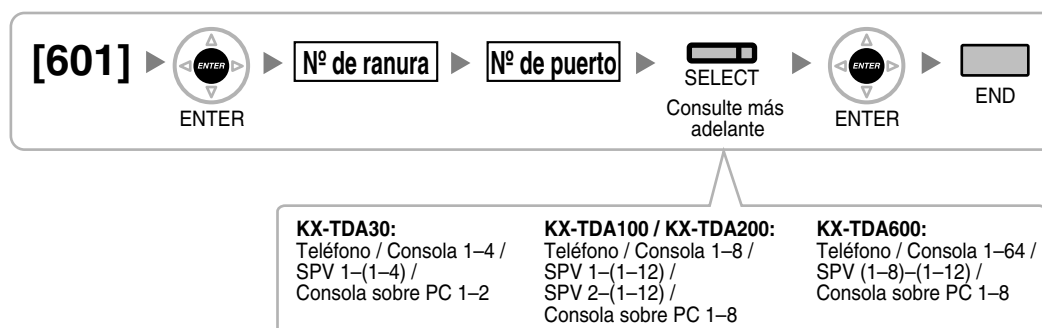 [601]
ENTER
ENTER
Nº de ranura
Nº de puerto
SELECT
Consulte más
adelante
ENTER
ENTER
END
KX-TDA30:
Teléfono / Consola 1–4 /
SPV 1–(1–4) /
Consola sobre PC 1–2
KX-TDA100 / KX-TDA200:
Teléfono / Consola 1–8 /
SPV 1–(1–12) /
SPV 2–(1–12) /
Consola sobre PC 1–8
KX-TDA600:
Teléfono / Consola 1–64 /
SPV (1–8)–(1–12) /
Consola sobre PC 1–8